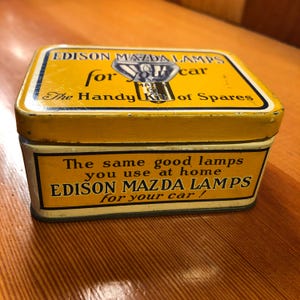 EDISON MAZDA LAMPS
for your car
The Handy Kit of Spares
The same good lamps
you use at home
EDISON MAZDA LAMPS
for your car!